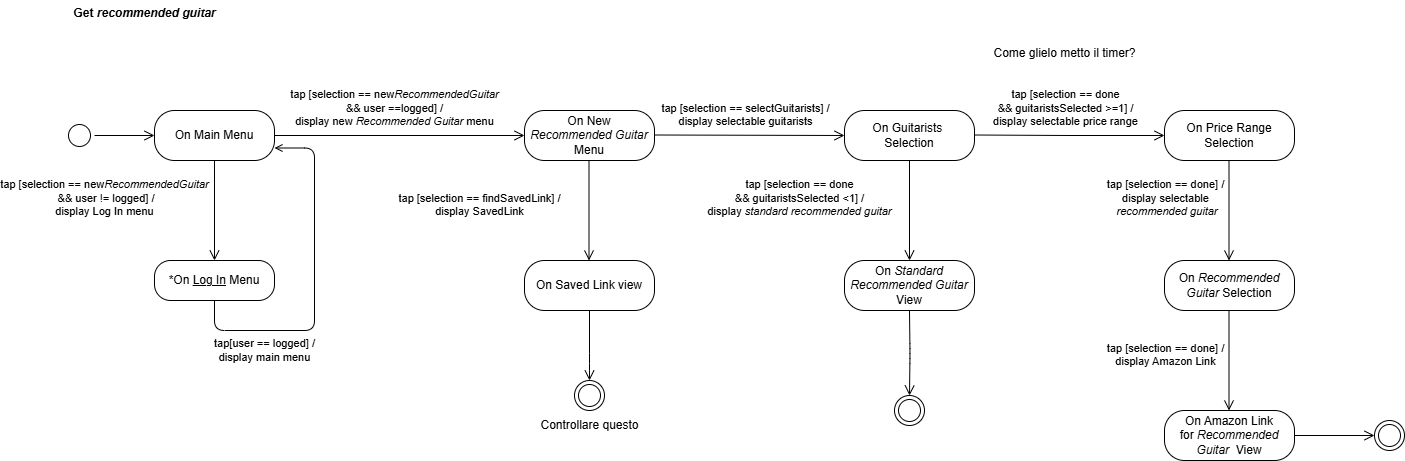 Get recommended guitar
Come glielo metto il timer?
tap [selection == newRecommendedGuitar
&& user ==logged] /
display new Recommended Guitar menu
tap [selection == selectGuitarists] /
display selectable guitarists
tap [selection == done
&& guitaristsSelected >=1] /
display selectable price range
On Main Menu
On New
Recommended Guitar
Menu
On Guitarists
Selection
On Price Range
Selection
tap [selection == newRecommendedGuitar
&& user != logged] /
display Log In menu
tap [selection == findSavedLink] /
display SavedLink
tap [selection == done
&& guitaristsSelected <1] /
display standard recommended guitar
tap [selection == done] /
display selectable
recommended guitar
*On Log In Menu
On Saved Link view
On Standard
Recommended Guitar
View
On Recommended
Guitar Selection
tap[user == logged] /
display main menu
tap [selection == done] /
display Amazon Link
Controllare questo
On Amazon Link
for Recommended
Guitar View